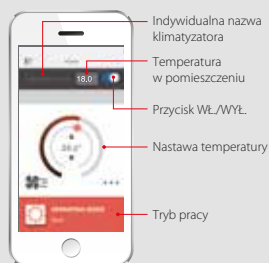 Indywidualna nazwa
klimatyzatora
18.0
Temperatura
w pomieszczeniu
Przycisk WŁ./WYŁ.
Nastawa temperatury
Tryb pracy